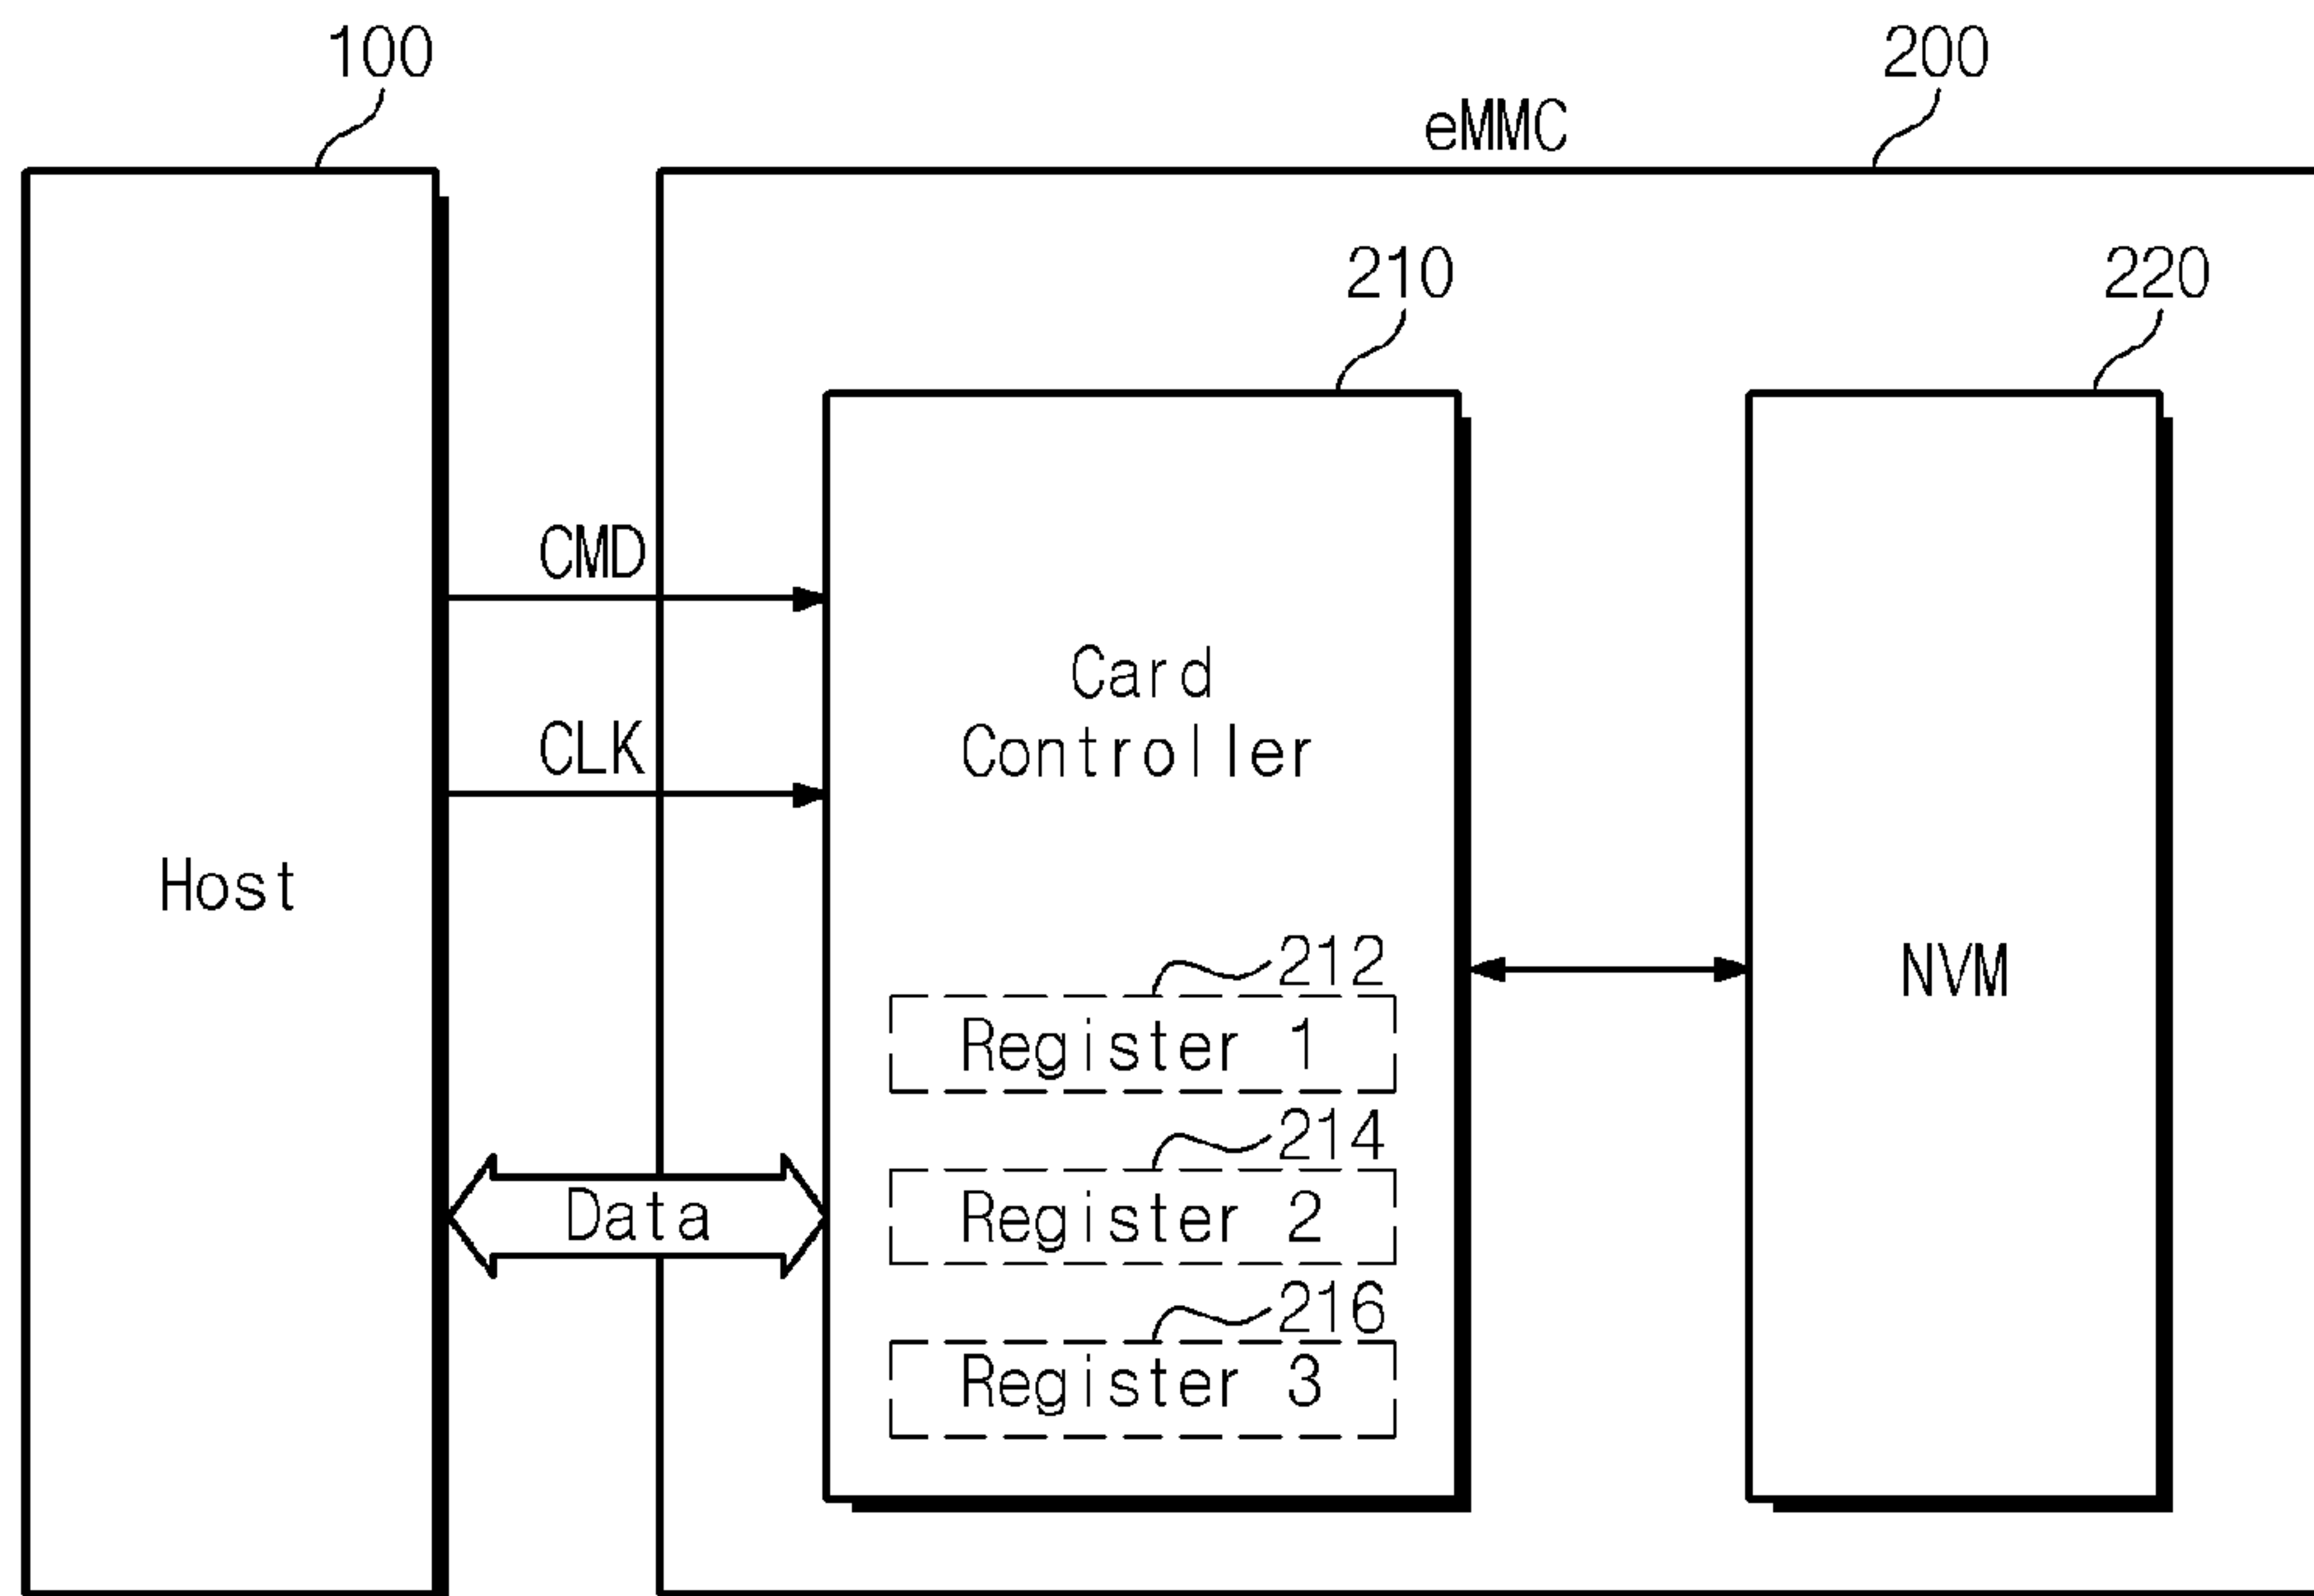 100
200
eMMC
210
220
CMD
Card
Controller
CLK
Host
NVM
212
Register 1
214
Register 2
Data
216
Register 3